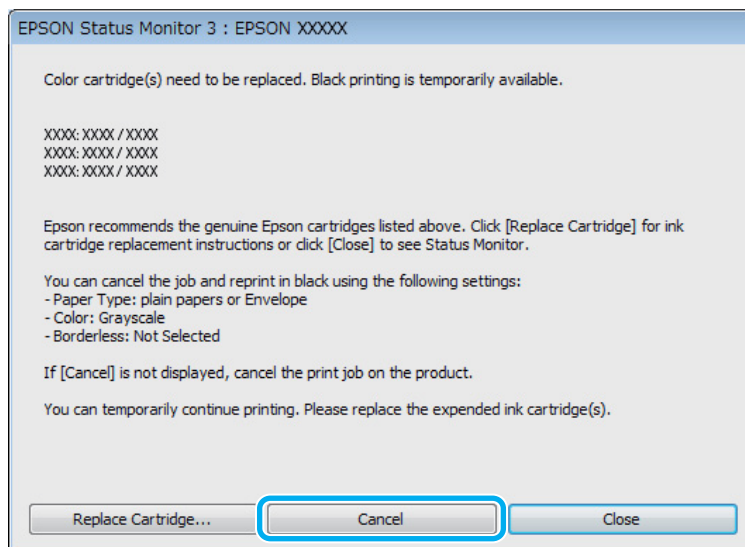 EPSON Status Monitor 3 : EPSON XXXXX
Color cartridge(s) need to be replaced. Black printing is temporarily available.
XXXX: XXXX / XXXX
XXXX: XXXX / XXXX
XXXX: XXXX / XXXX
Epson recommends the genuine Epson cartridges listed above. Click [Replace Cartridge] for ink
cartridge replacement instructions or click [Close] to see Status Monitor.
You can cancel the job and reprint in black using the following settings:
- Paper Type: plain papers or Envelope
- Color: Grayscale
- Borderless: Not Selected
If [Cancel] is not displayed, cancel the print job on the product.
You can temporarily continue printing. Please replace the expended ink cartridge(s).
Replace Cartridge... Cancel Close